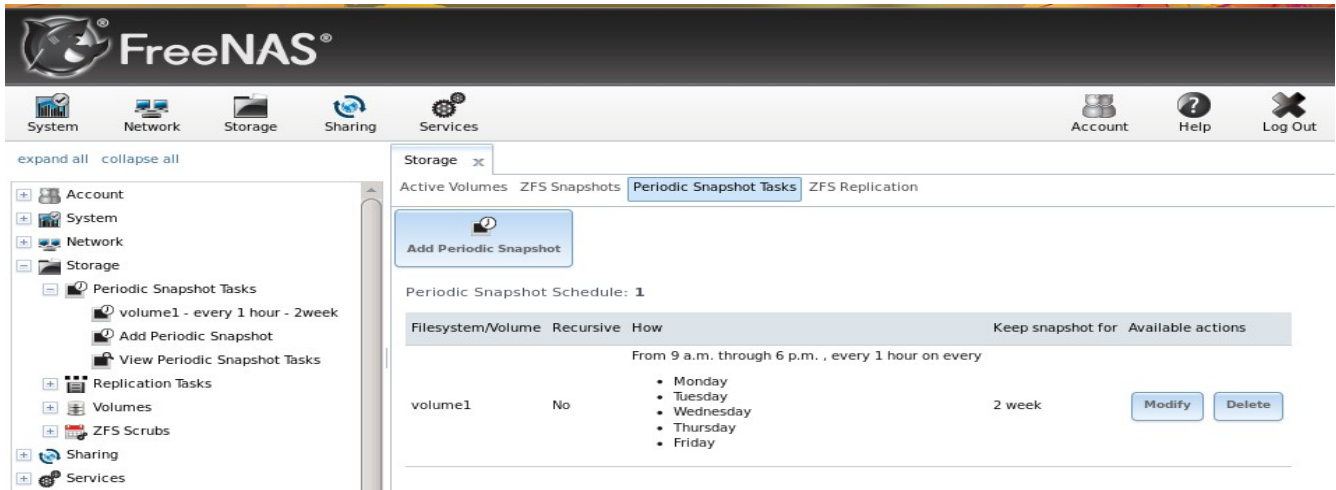 FreeNAS®
System Network Storage Sharing Services Account Help Log Out
expand all collapse all
Account
System
Network
Storage
Periodic Snapshot Tasks
volume1 - every 1 hour - 2week
Add Periodic Snapshot
View Periodic Snapshot Tasks
Replication Tasks
Volumes
ZFS Scrubs
Sharing
Services
Storage
Active Volumes ZFS Snapshots Periodic Snapshot Tasks ZFS Replication
Add Periodic Snapshot
Periodic Snapshot Schedule: 1
Filesystem/Volume Recursive How Keep snapshot for Available actions
From 9 a.m. through 6 p.m. , every 1 hour on every
• Monday
• Tuesday
• Wednesday
• Thursday
• Friday
volume1 No 2 week Modify Delete